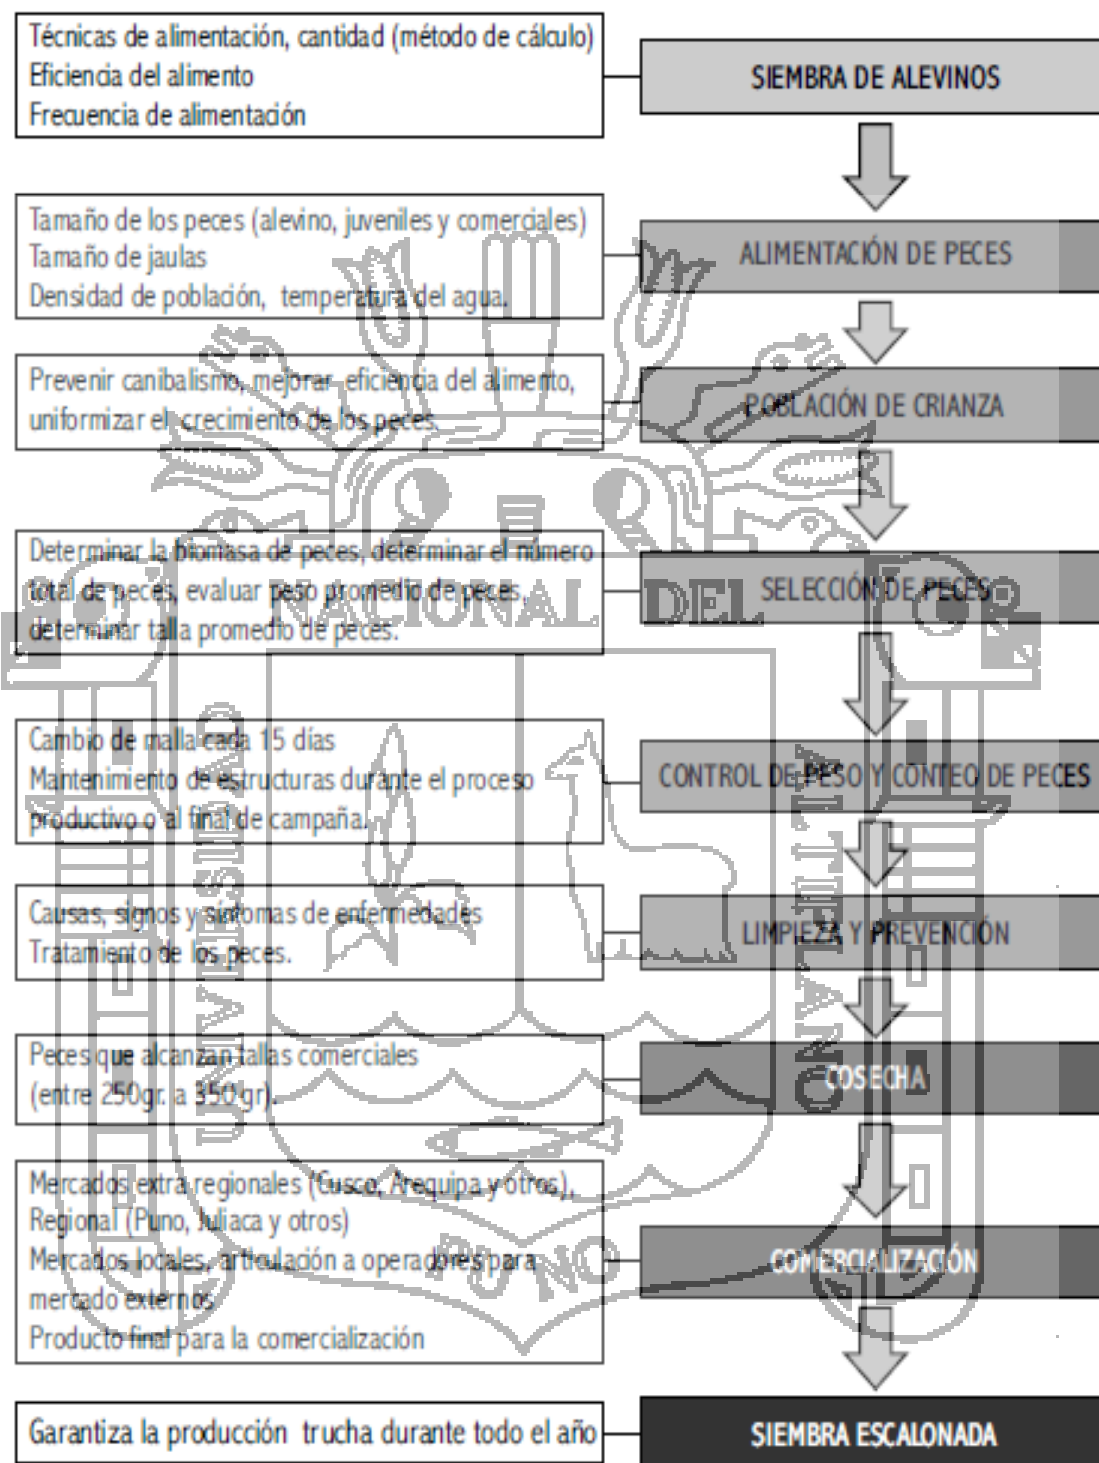 Técnicas de alimentación, cantidad (método de cálculo)
Eficiencia del alimento
Frecuencia de alimentación
SIEMBRA DE ALEVINOS
Tamaño de los peces (alevino, juveniles y comerciales)
Tamaño de jaulas
Densidad de población, temperatura del agua.
ALIMENTACIÓN DE PECES
Prevenir canibalismo, mejorar eficiencia del alimento,
uniformizar el crecimiento de los peces.
POBLACIÓN DE CRIANZA
Determinar la biomasa de peces, determinar el número
total de peces, evaluar peso promedio de peces,
determinar talla promedio de peces.
SELECCIÓN DE PECES
Cambio de malla cada 15 días
Mantenimiento de estructuras durante el proceso
productivo o al final de campaña.
CONTROL DE PESO Y CONTEO DE PECES
Causas, signos y síntomas de enfermedades
Tratamiento de los peces.
LIMPIEZA Y PREVENCIÓN
Peces que alcanzan tallas comerciales
(entre 250gr. a 350 gr).
COSECHA
Mercados extra regionales (Cusco, Arequipa y otros),
Regional (Puno, Juliaca y otros)
Mercados locales, articulación a operadores para
mercado externos
Producto final para la comercialización
COMERCIALIZACIÓN
Garantiza la producción trucha durante todo el año
SIEMBRA ESCALONADA
UNIVERSIDAD
NACIONAL DEL
ALTIPLANO
PUNO